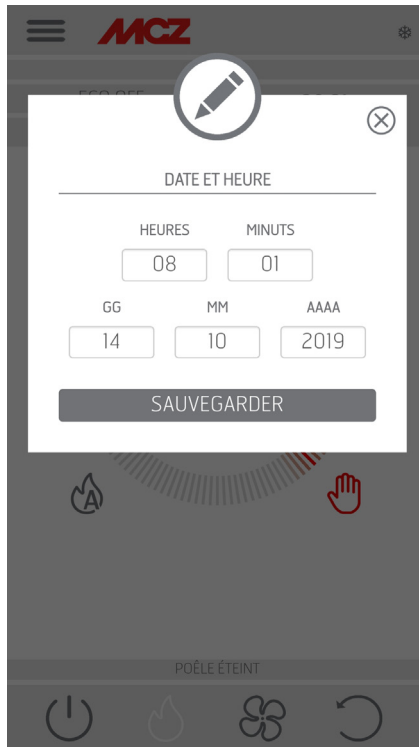 MCZ
DATE ET HEURE
HEURES MINUTS
08 01
GG MM AAAA
14 10 2019
SAUVEGARDER
A
POÊLE ÉTEINT